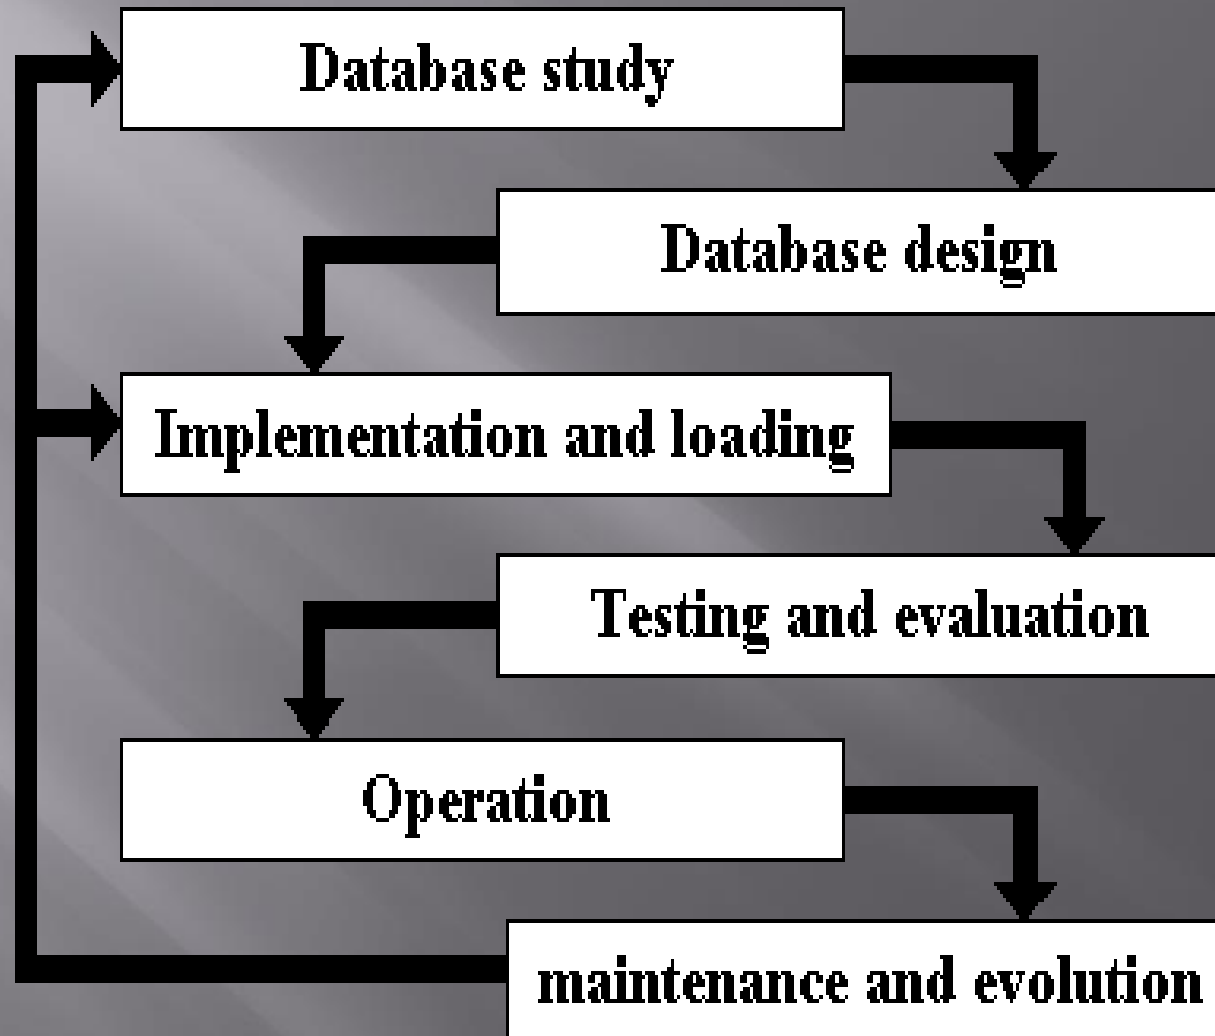 Database study
Database design
Implementation and loading
Testing and evaluation
Operation
maintenance and evolution